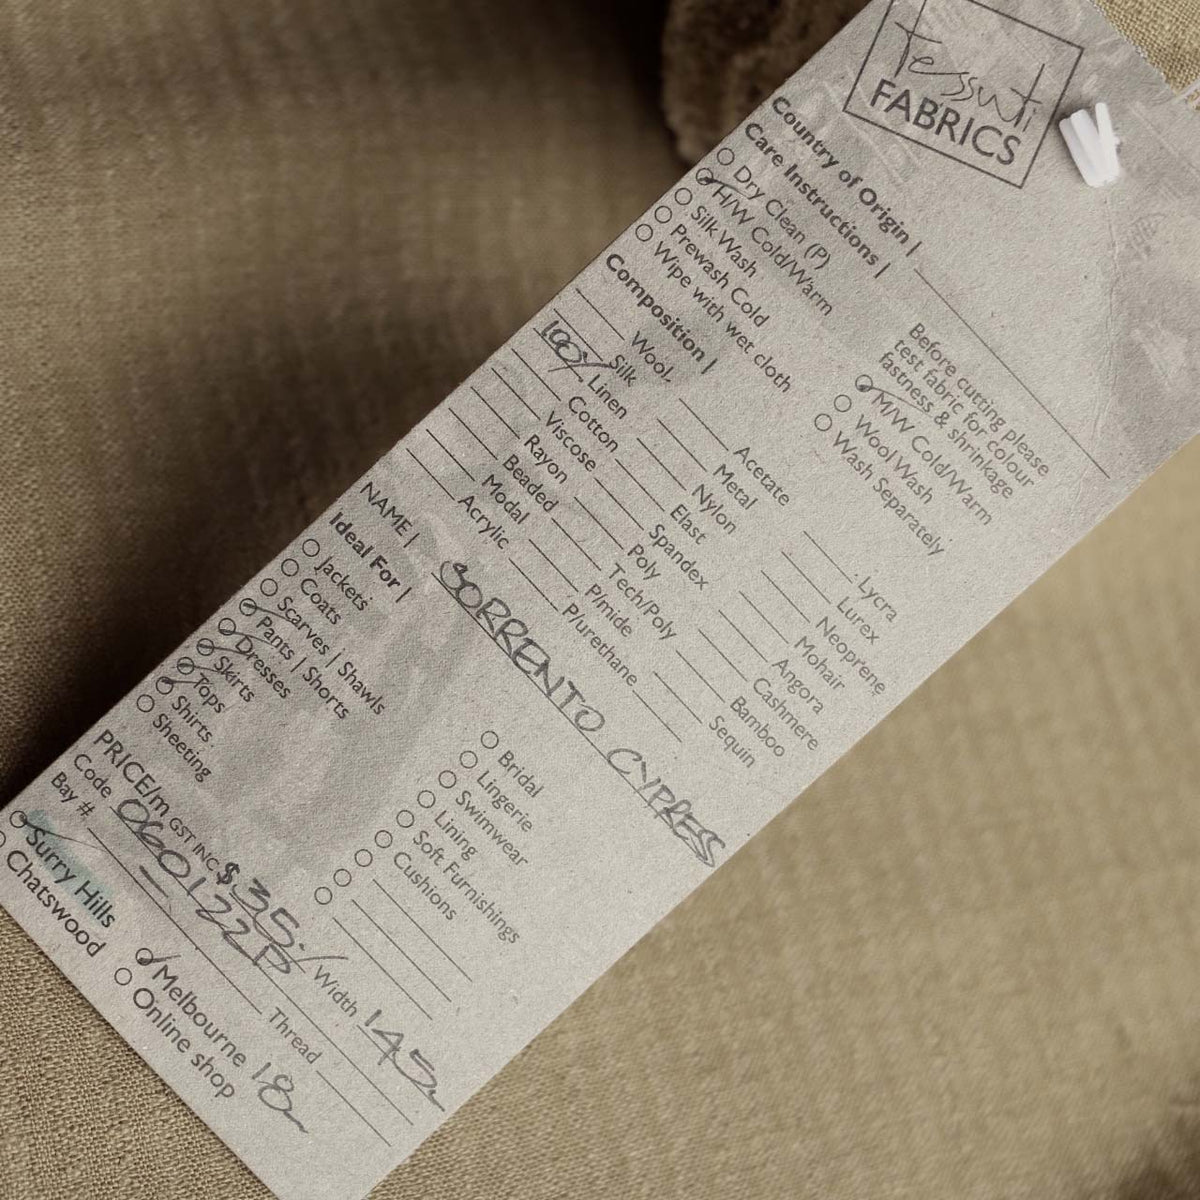 tessuti
FABRICS
Country of Origin |
Care Instructions |
Dry Clean (P)
H/W Cold/Warm
Silk Wash
Prewash Cold
Wipe with wet cloth
Before cutting please
test fabric for colour
fastness & shrinkage
M/W Cold/Warm
Wool Wash
Wash Separately
Composition |
Wool
Silk
100% Linen
Cotton
Viscose
Rayon
Beaded
Modal
Acrylic
Acetate
Metal
Nylon
Elast
Spandex
Poly
Tech/Poly
P/mide
P/urethane
Lycra
Lurex
Neoprene
Mohair
Angora
Cashmere
Bamboo
Sequin
NAME | SORRENTO CYPRESS
Ideal For |
Jackets
Coats
Scarves | Shawls
Pants | Shorts
Dresses
Skirts
Tops
Shirts
Sheeting
Bridal
Lingerie
Swimwear
Lining
Soft Furnishings
Cushions
PRICE/m GST INC. $35. Width 145
Code 060122P
Bay # Thread
Surry Hills
Chatswood
Melbourne 18
Online shop